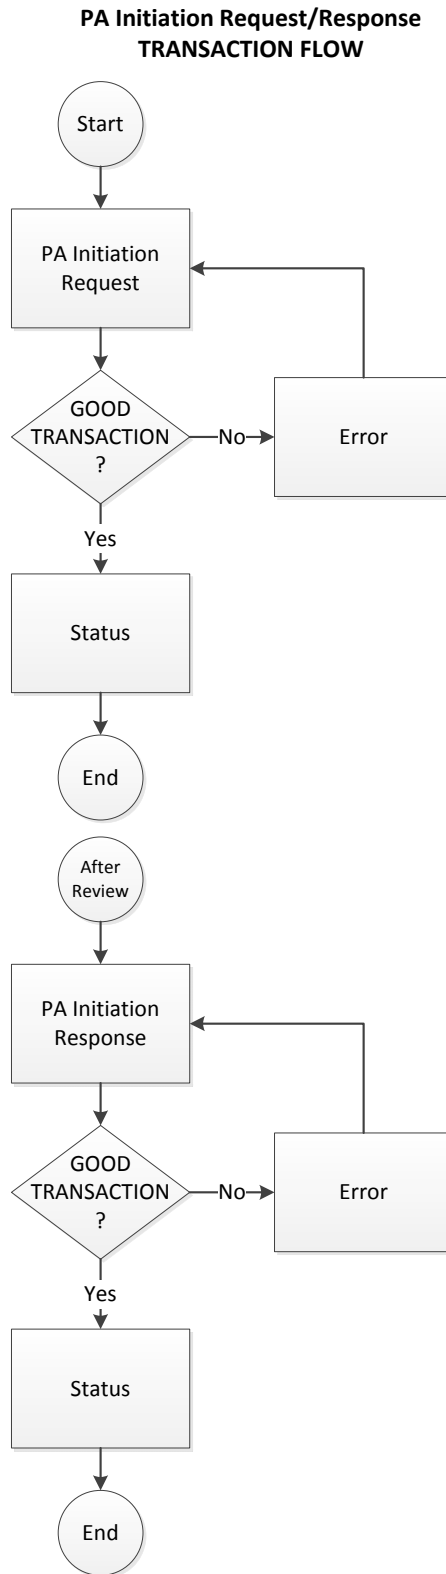 PA Initiation Request/Response
TRANSACTION FLOW
Start
PA Initiation
Request
GOOD
TRANSACTION
?
No
Error
Yes
Status
End
After
Review
PA Initiation
Response
GOOD
TRANSACTION
?
No
Error
Yes
Status
End